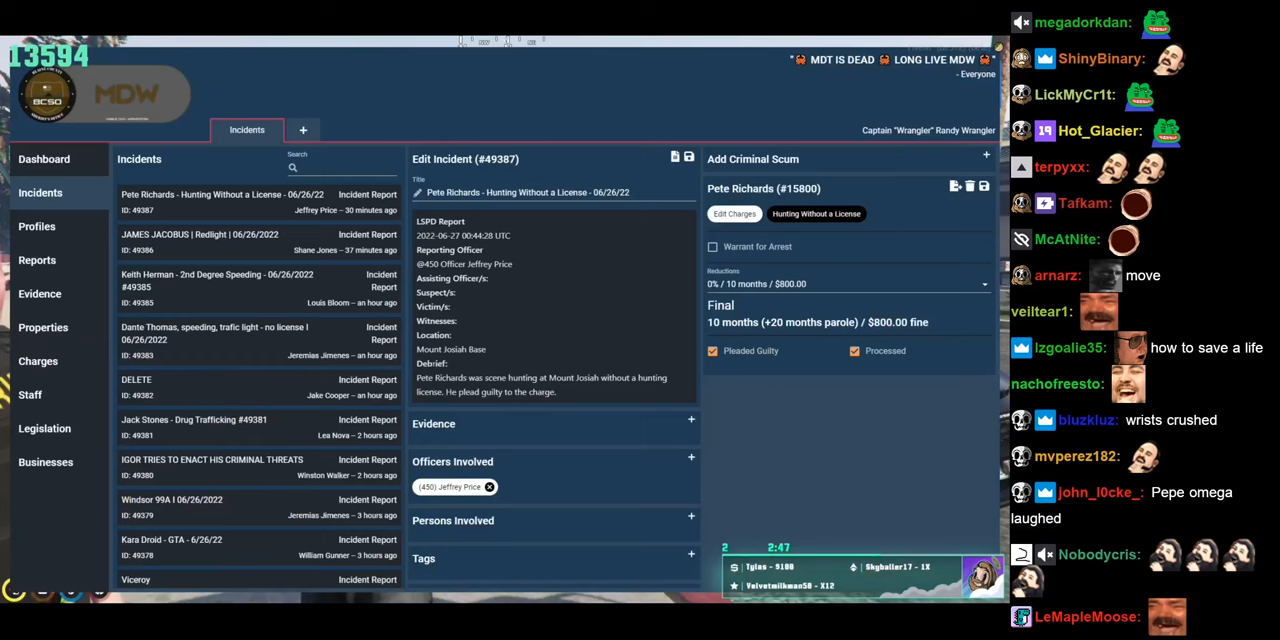 13594
BCSO
MDW
" 🦀 MDT IS DEAD 🦀 LONG LIVE MDW 🦀 "
- Everyone
Incidents
+
Captain "Wrangler" Randy Wrangler
Dashboard
Incidents
Profiles
Reports
Evidence
Properties
Charges
Staff
Legislation
Businesses
Incidents
Search
Pete Richards - Hunting Without a License - 06/26/22 Incident Report
ID: 49387 Jeffrey Price – 30 minutes ago
JAMES JACOBUS | Redlight | 06/26/2022 Incident Report
ID: 49386 Shane Jones – 37 minutes ago
Keith Herman - 2nd Degree Speeding - 06/26/2022 Incident
#49385 Report
ID: 49385 Louis Bloom – an hour ago
Dante Thomas, speeding, trafic light - no license I Incident
06/26/2022 Report
ID: 49383 Jeremias Jimenes – an hour ago
DELETE Incident Report
ID: 49382 Jake Cooper – an hour ago
Jack Stones - Drug Trafficking #49381 Incident Report
ID: 49381 Lea Nova – 2 hours ago
IGOR TRIES TO ENACT HIS CRIMINAL THREATS Incident Report
ID: 49380 Winston Walker – 2 hours ago
Windsor 99A I 06/26/2022 Incident Report
ID: 49379 Jeremias Jimenes – 3 hours ago
Kara Droid - GTA - 6/26/22 Incident Report
ID: 49378 William Gunner – 3 hours ago
Viceroy Incident Report
Edit Incident (#49387)
Title
Pete Richards - Hunting Without a License - 06/26/22
LSPD Report
2022-06-27 00:44:28 UTC
Reporting Officer
@450 Officer Jeffrey Price
Assisting Officer/s:
Suspect/s:
Victim/s:
Witnesses:
Location:
Mount Josiah Base
Debrief:
Pete Richards was scene hunting at Mount Josiah without a hunting
license. He plead guilty to the charge.
Evidence +
Officers Involved +
(450) Jeffrey Price
Persons Involved +
Tags +
Add Criminal Scum +
Pete Richards (#15800)
Edit Charges Hunting Without a License
Warrant for Arrest
Reductions
0% / 10 months / $800.00
Final
10 months (+20 months parole) / $800.00 fine
Pleaded Guilty Processed
2 2:47
Tylas - 9100 Skyballer17 - 1X
Velvetmilkman50 - X12
megadorkdan:
ShinyBinary:
LickMyCr1t:
19 Hot_Glacier:
terpyxx:
Tafkam:
McAtNite:
arnarz: move
veiltear1:
lzgoalie35: how to save a life
nachofreesto:
bluzkluz: wrists crushed
mvperez182:
john_l0cke_: Pepe omega
laughed
Nobodycris:
LeMapleMoose: